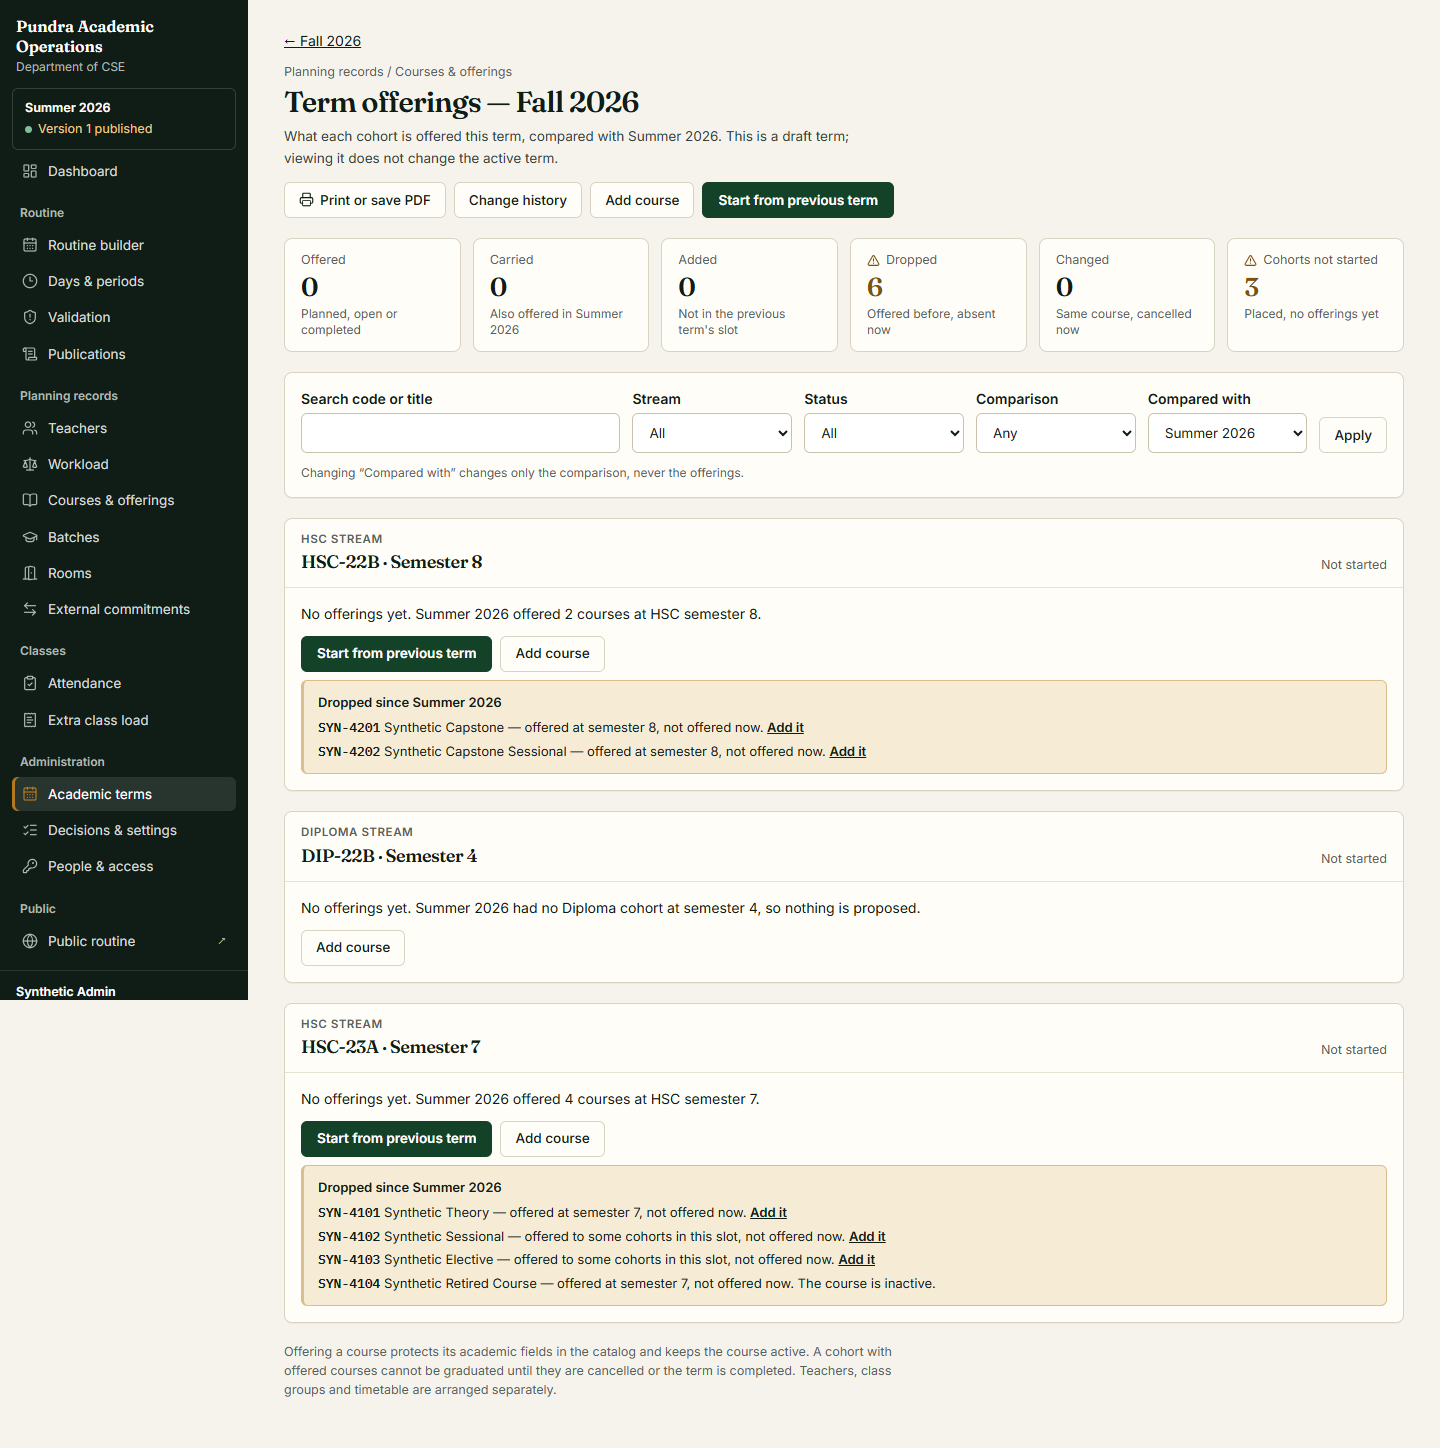 Pundra Academic
Operations
Department of CSE
Summer 2026
Version 1 published
Dashboard
Routine
Routine builder
Days & periods
Validation
Publications
Planning records
Teachers
Workload
Courses & offerings
Batches
Rooms
External commitments
Classes
Attendance
Extra class load
Administration
Academic terms
Decisions & settings
People & access
Public
Public routine ↗
Synthetic Admin
← Fall 2026
Planning records / Courses & offerings
Term offerings — Fall 2026
What each cohort is offered this term, compared with Summer 2026. This is a draft term;
viewing it does not change the active term.
Print or save PDF
Change history
Add course
Start from previous term
Offered
0
Planned, open or
completed
Carried
0
Also offered in Summer
2026
Added
0
Not in the previous
term's slot
Dropped
6
Offered before, absent
now
Changed
0
Same course, cancelled
now
Cohorts not started
3
Placed, no offerings yet
Search code or title
Stream
All
Status
All
Comparison
Any
Compared with
Summer 2026
Apply
Changing “Compared with” changes only the comparison, never the offerings.
HSC STREAM
HSC-22B · Semester 8
Not started
No offerings yet. Summer 2026 offered 2 courses at HSC semester 8.
Start from previous term
Add course
Dropped since Summer 2026
SYN-4201 Synthetic Capstone — offered at semester 8, not offered now. Add it
SYN-4202 Synthetic Capstone Sessional — offered at semester 8, not offered now. Add it
DIPLOMA STREAM
DIP-22B · Semester 4
Not started
No offerings yet. Summer 2026 had no Diploma cohort at semester 4, so nothing is proposed.
Add course
HSC STREAM
HSC-23A · Semester 7
Not started
No offerings yet. Summer 2026 offered 4 courses at HSC semester 7.
Start from previous term
Add course
Dropped since Summer 2026
SYN-4101 Synthetic Theory — offered at semester 7, not offered now. Add it
SYN-4102 Synthetic Sessional — offered to some cohorts in this slot, not offered now. Add it
SYN-4103 Synthetic Elective — offered to some cohorts in this slot, not offered now. Add it
SYN-4104 Synthetic Retired Course — offered at semester 7, not offered now. The course is inactive.
Offering a course protects its academic fields in the catalog and keeps the course active. A cohort with
offered courses cannot be graduated until they are cancelled or the term is completed. Teachers, class
groups and timetable are arranged separately.